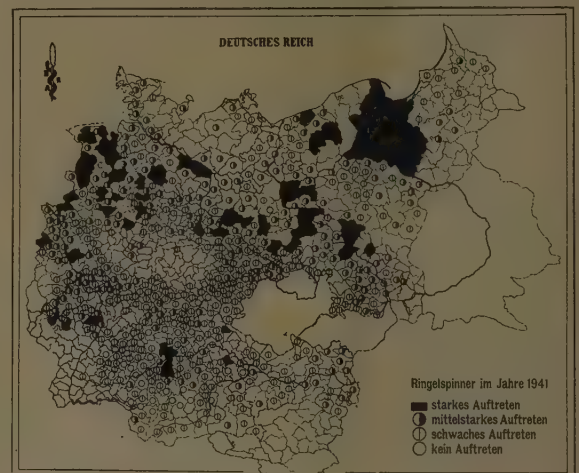 DEUTSCHES REICH
Ringelspinner im Jahre 1941
starkes Auftreten
mittelstarkes Auftreten
schwaches Auftreten
kein Auftreten